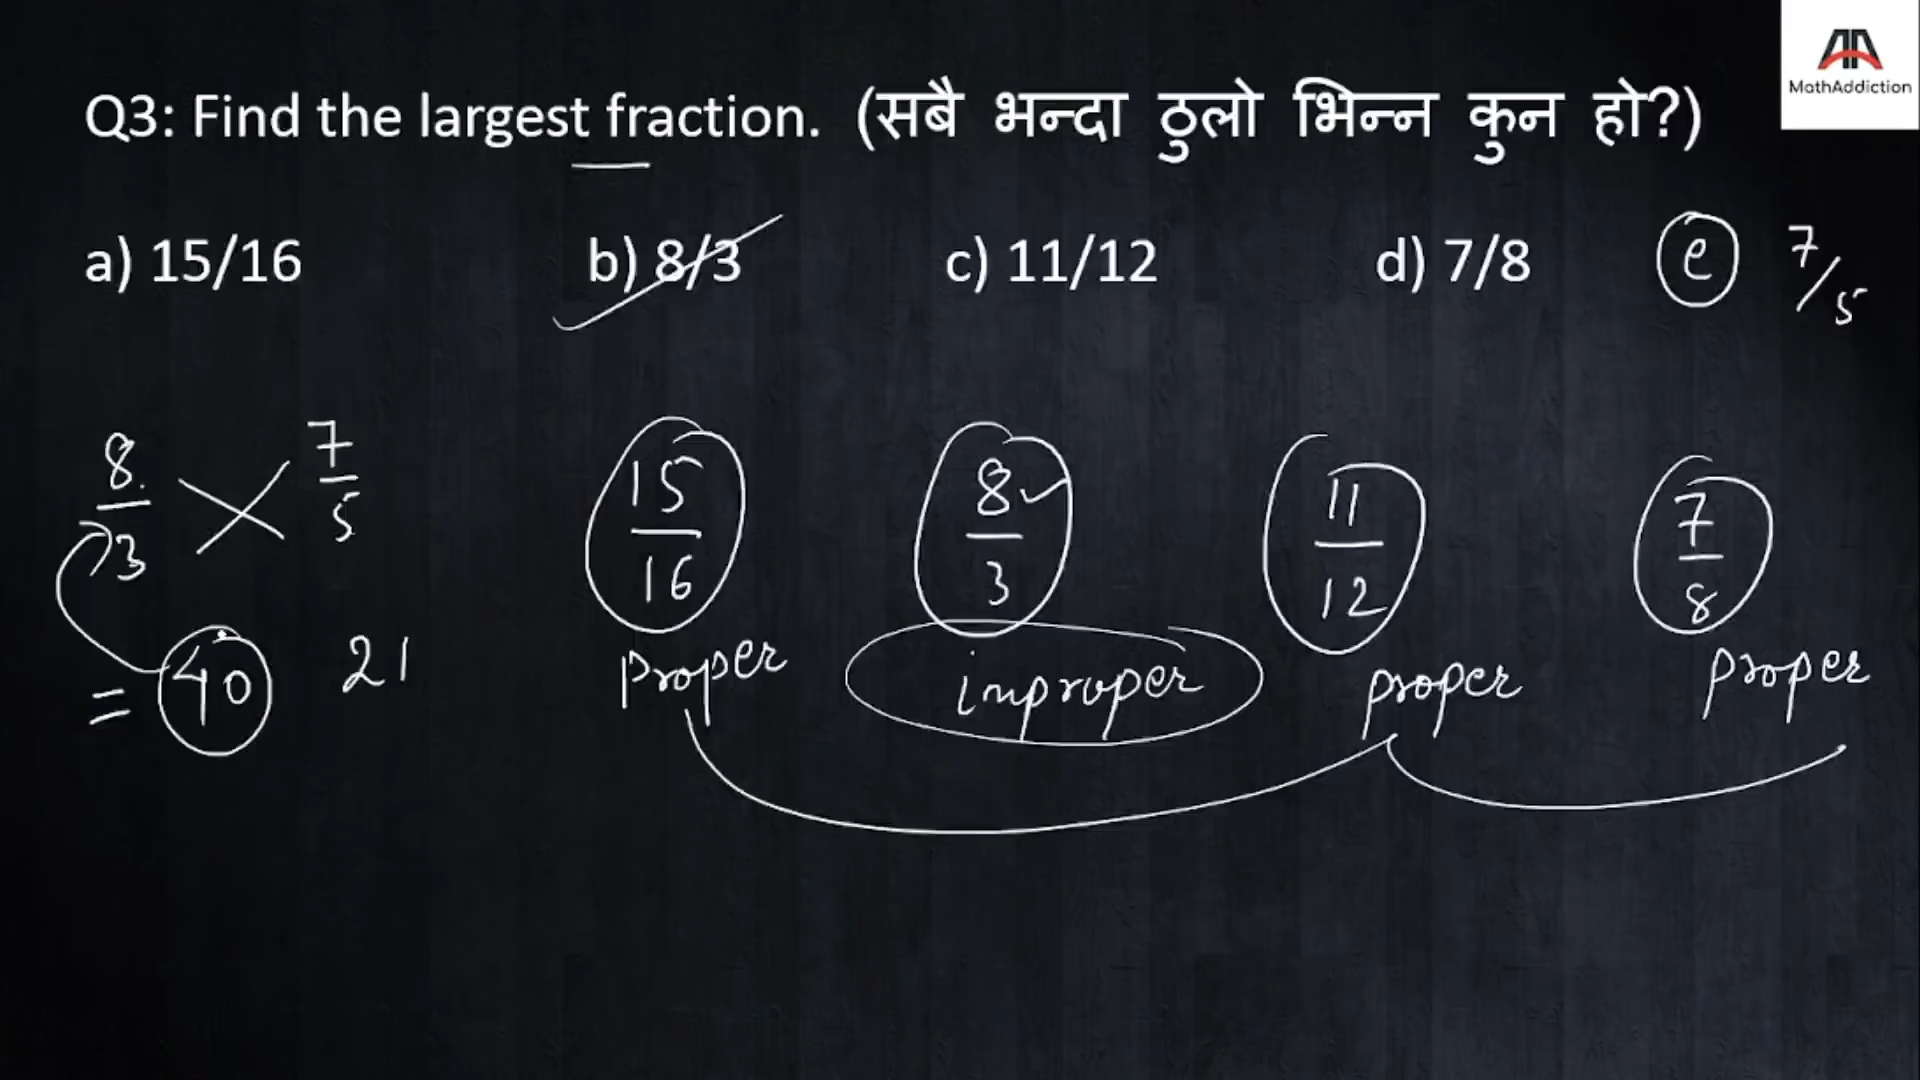 MathAddiction
Q3: Find the largest fraction. (सबै भन्दा ठुलो भिन्न कुन हो?)
a) 15/16 b) 8/3 c) 11/12 d) 7/8 e 7/5
8/3 7/5 15/16 8/3 11/12 7/8
= 40 21 proper improper proper proper